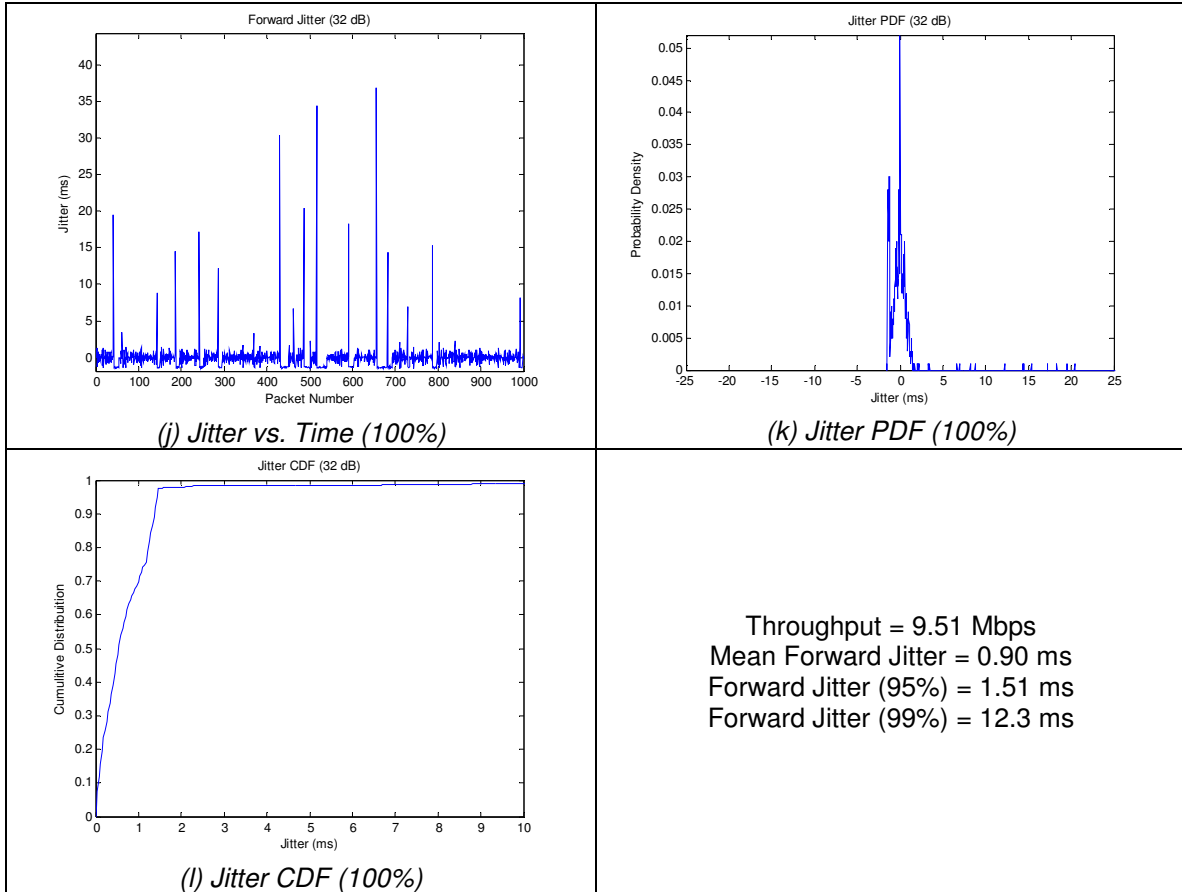 Forward Jitter (32 dB)
40
35
30
25
20
15
10
5
0
Jitter (ms)
0 100 200 300 400 500 600 700 800 900 1000
Packet Number
(j) Jitter vs. Time (100%)
Jitter PDF (32 dB)
0.05
0.045
0.04
0.035
0.03
0.025
0.02
0.015
0.01
0.005
0
Probability Density
-25 -20 -15 -10 -5 0 5 10 15 20 25
Jitter (ms)
(k) Jitter PDF (100%)
Jitter CDF (32 dB)
1
0.9
0.8
0.7
0.6
0.5
0.4
0.3
0.2
0.1
0
Cumulitive Distribuition
0 1 2 3 4 5 6 7 8 9 10
Jitter (ms)
(l) Jitter CDF (100%)
Throughput = 9.51 Mbps
Mean Forward Jitter = 0.90 ms
Forward Jitter (95%) = 1.51 ms
Forward Jitter (99%) = 12.3 ms